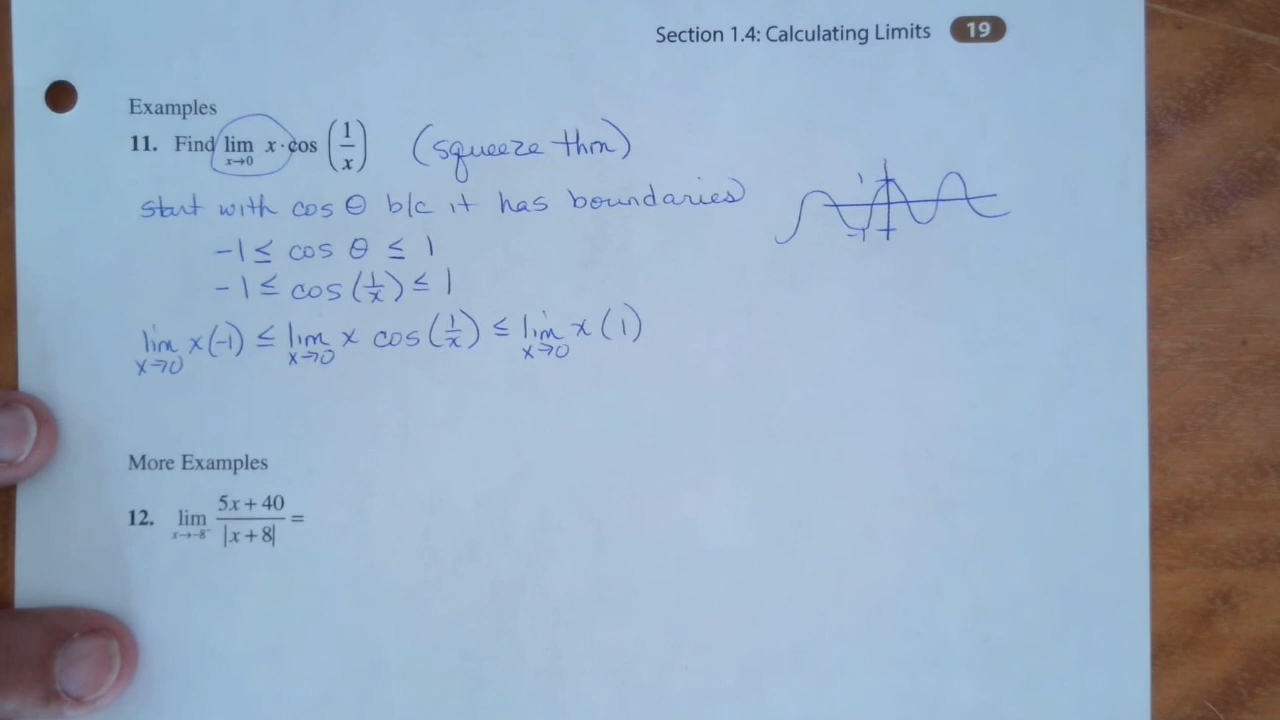 Section 1.4: Calculating Limits 19
Examples
11. Find lim x→0 x · cos (1/x) (squeeze thm)
start with cos θ b/c it has boundaries
1
-1
-1 ≤ cos θ ≤ 1
-1 ≤ cos (1/x) ≤ 1
lim x→0 x(-1) ≤ lim x→0 x cos (1/x) ≤ lim x→0 x (1)
More Examples
12. lim x→-8⁻ (5x + 40)/|x + 8| =